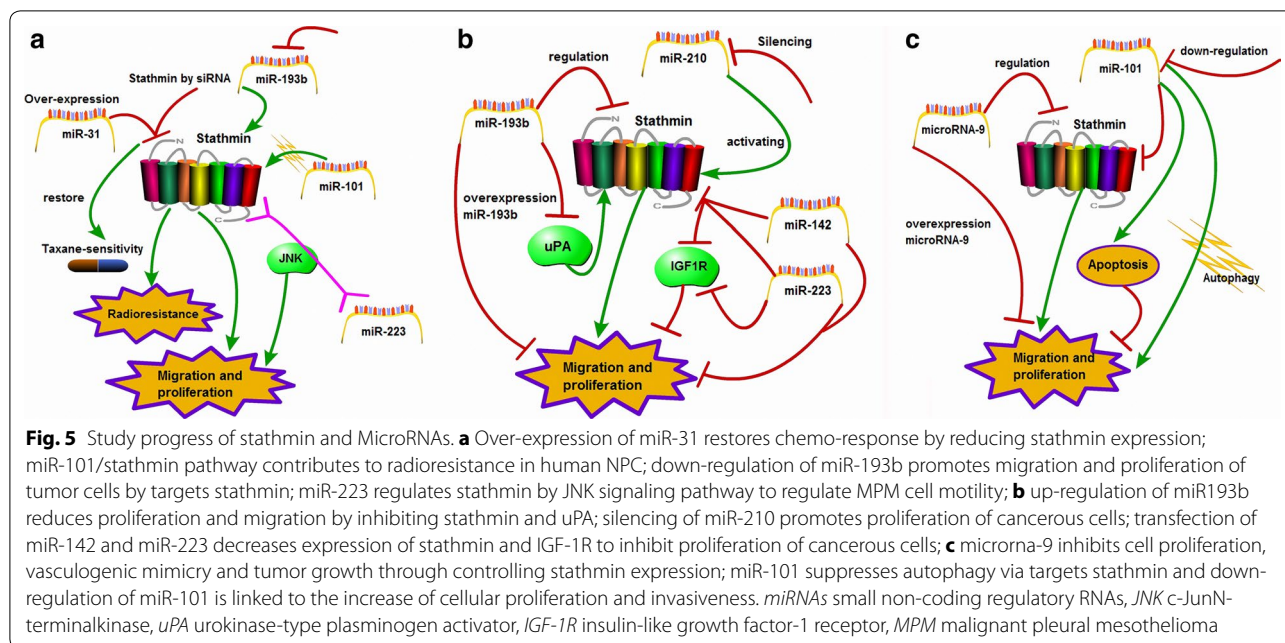 a
miR-193b
Stathmin by siRNA
Over-expression
miR-31
Stathmin
N
miR-101
restore
C
Taxane-sensitivity
JNK
Radioresistance
miR-223
Migration and
proliferation
b
Silencing
miR-210
regulation
miR-193b
Stathmin
N
activating
overexpression
miR-193b
C
miR-142
uPA
IGF1R
miR-223
Migration and
proliferation
c
down-regulation
miR-101
regulation
microRNA-9
Stathmin
N
C
overexpression
microRNA-9
Apoptosis
Autophagy
Migration and
proliferation
Fig. 5 Study progress of stathmin and MicroRNAs. a Over-expression of miR-31 restores chemo-response by reducing stathmin expression;
miR-101/stathmin pathway contributes to radioresistance in human NPC; down-regulation of miR-193b promotes migration and proliferation of
tumor cells by targets stathmin; miR-223 regulates stathmin by JNK signaling pathway to regulate MPM cell motility; b up-regulation of miR193b
reduces proliferation and migration by inhibiting stathmin and uPA; silencing of miR-210 promotes proliferation of cancerous cells; transfection of
miR-142 and miR-223 decreases expression of stathmin and IGF-1R to inhibit proliferation of cancerous cells; c microrna-9 inhibits cell proliferation,
vasculogenic mimicry and tumor growth through controlling stathmin expression; miR-101 suppresses autophagy via targets stathmin and down-
regulation of miR-101 is linked to the increase of cellular proliferation and invasiveness. miRNAs small non-coding regulatory RNAs, JNK c-JunN-
terminalkinase, uPA urokinase-type plasminogen activator, IGF-1R insulin-like growth factor-1 receptor, MPM malignant pleural mesothelioma